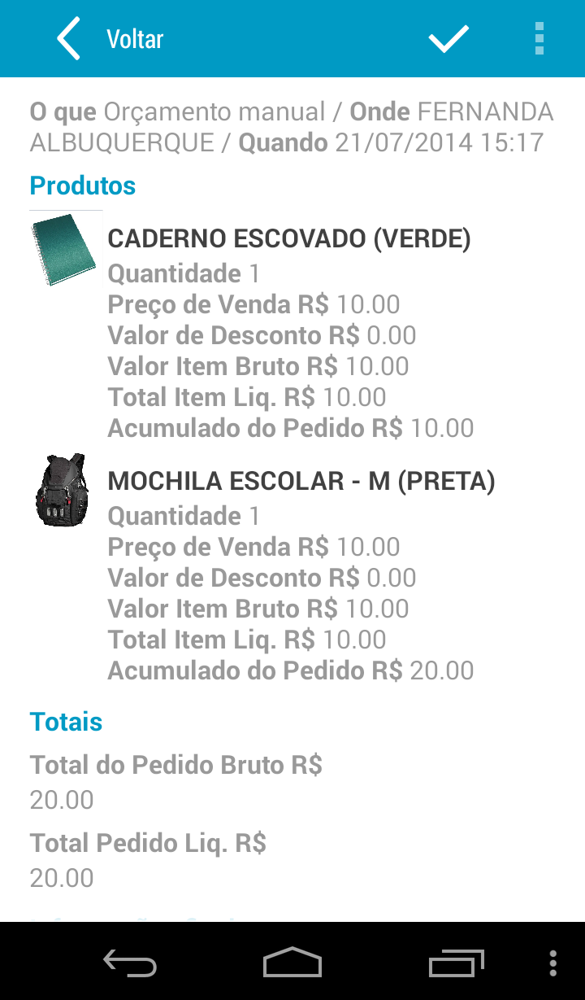 Voltar
O que Orçamento manual / Onde FERNANDA
ALBUQUERQUE / Quando 21/07/2014 15:17
Produtos
CADERNO ESCOVADO (VERDE)
Quantidade 1
Preço de Venda R$ 10.00
Valor de Desconto R$ 0.00
Valor Item Bruto R$ 10.00
Total Item Liq. R$ 10.00
Acumulado do Pedido R$ 10.00
MOCHILA ESCOLAR - M (PRETA)
Quantidade 1
Preço de Venda R$ 10.00
Valor de Desconto R$ 0.00
Valor Item Bruto R$ 10.00
Total Item Liq. R$ 10.00
Acumulado do Pedido R$ 20.00
Totais
Total do Pedido Bruto R$
20.00
Total Pedido Liq. R$
20.00